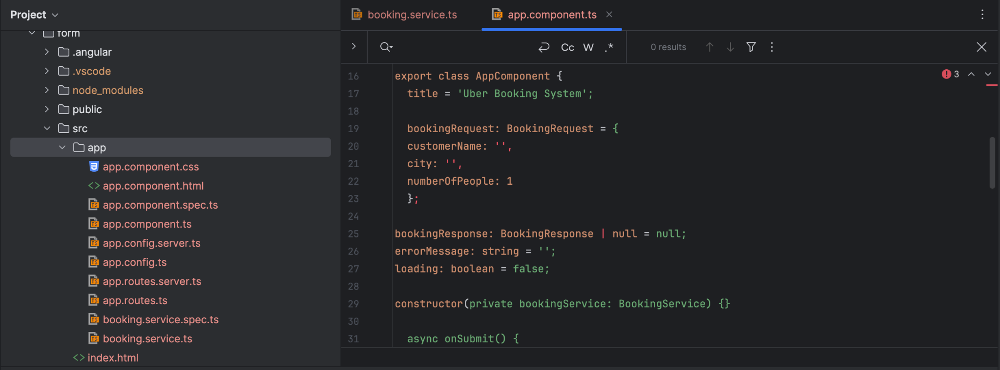 Project
form
.angular
.vscode
node_modules
public
src
app
app.component.css
app.component.html
app.component.spec.ts
app.component.ts
app.config.server.ts
app.config.ts
app.routes.server.ts
app.routes.ts
booking.service.spec.ts
booking.service.ts
index.html
booking.service.ts app.component.ts
Cc W .* 0 results
3
16 export class AppComponent {
17 title = 'Uber Booking System';
18
19 bookingRequest: BookingRequest = {
20 customerName: '',
21 city: '',
22 numberOfPeople: 1
23 };
24
25 bookingResponse: BookingResponse | null = null;
26 errorMessage: string = '';
27 loading: boolean = false;
28
29 constructor(private bookingService: BookingService) {}
30
31 async onSubmit() {